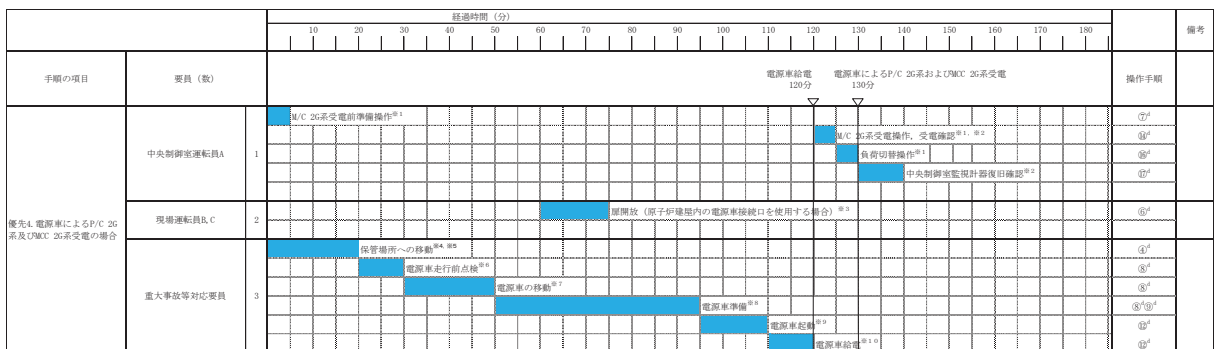 経過時間（分）
10 20 30 40 50 60 70 80 90 100 110 120 130 140 150 160 170 180
備考
手順の項目
要員（数）
電源車給電
120分
電源車によるP/C 2G系およびMCC 2G系受電
130分
操作手順
優先4.電源車によるP/C 2G系及びMCC 2G系受電の場合
中央制御室運転員A
1
M/C 2G系受電前準備操作※1
⑦d
M/C 2G系受電操作，受電確認※1，※2
⑭d
負荷切替操作※1
⑯d
中央制御室監視計器復旧確認※2
⑰d
現場運転員B,C
2
扉開放（原子炉建屋内の電源車接続口を使用する場合）※3
⑥d
重大事故等対応要員
3
保管場所への移動※4，※5
④d
電源車走行前点検※6
⑧d
電源車の移動※7
⑧d
電源車準備※8
⑧d⑨d
電源車起動※9
⑫d
電源車給電※10
⑫d